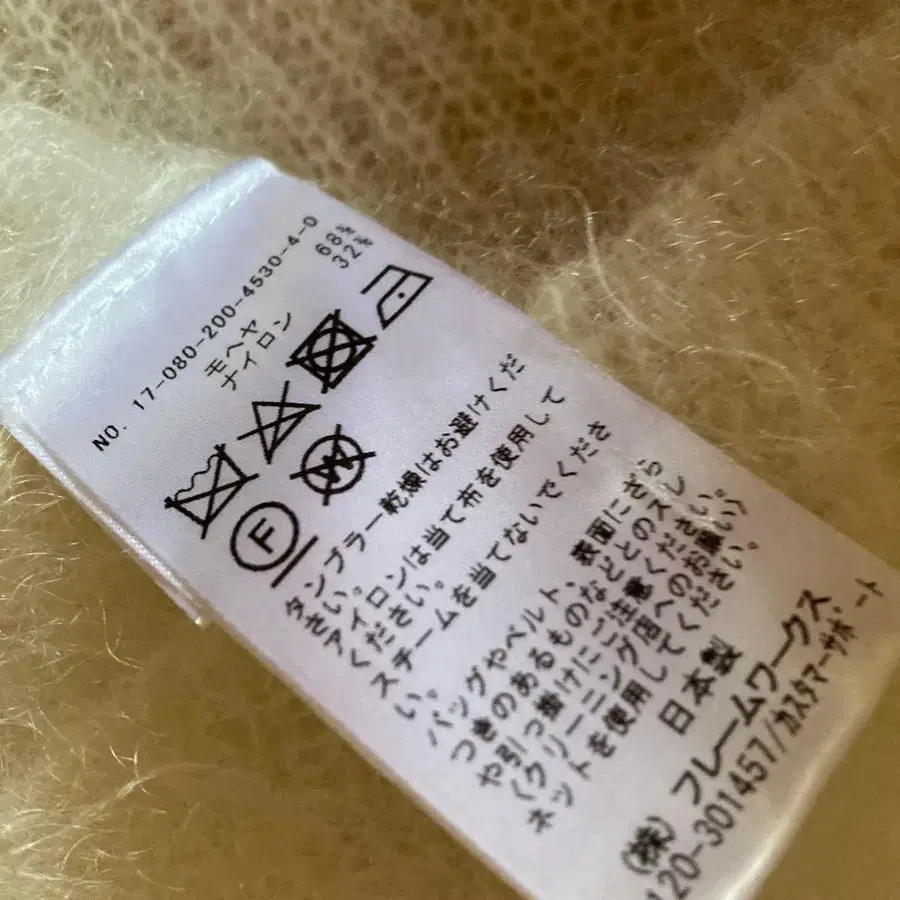 NO. 17-080-200-4530-4-0
モヘヤ 68%
ナイロン 32%
W
F
タンブラー乾燥はお避けくだ
さい。
アイロンは当て布を使用して
ください。
スチームを当てないでくださ
い。
バッグやベルト、表面にざら
つきのあるものなどとのスレ
や引っ掛けにご注意ください。
(クリーニング店へのお願い)
ネットを使用してください。
日本製
(株)フレームワークス
120-301457/カスタマーサポート